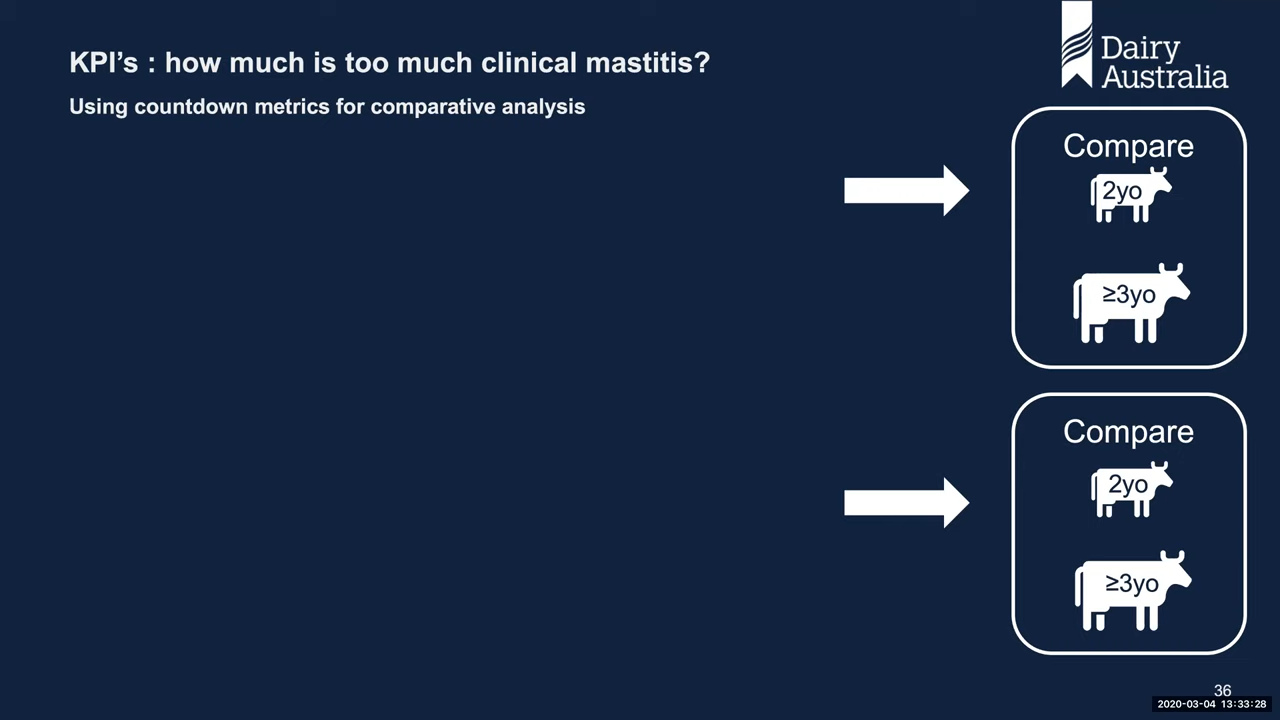 KPI’s : how much is too much clinical mastitis?
Using countdown metrics for comparative analysis
Dairy
Australia
Compare
2yo
≥3yo
Compare
2yo
≥3yo
36
2020-03-04 13:33:28